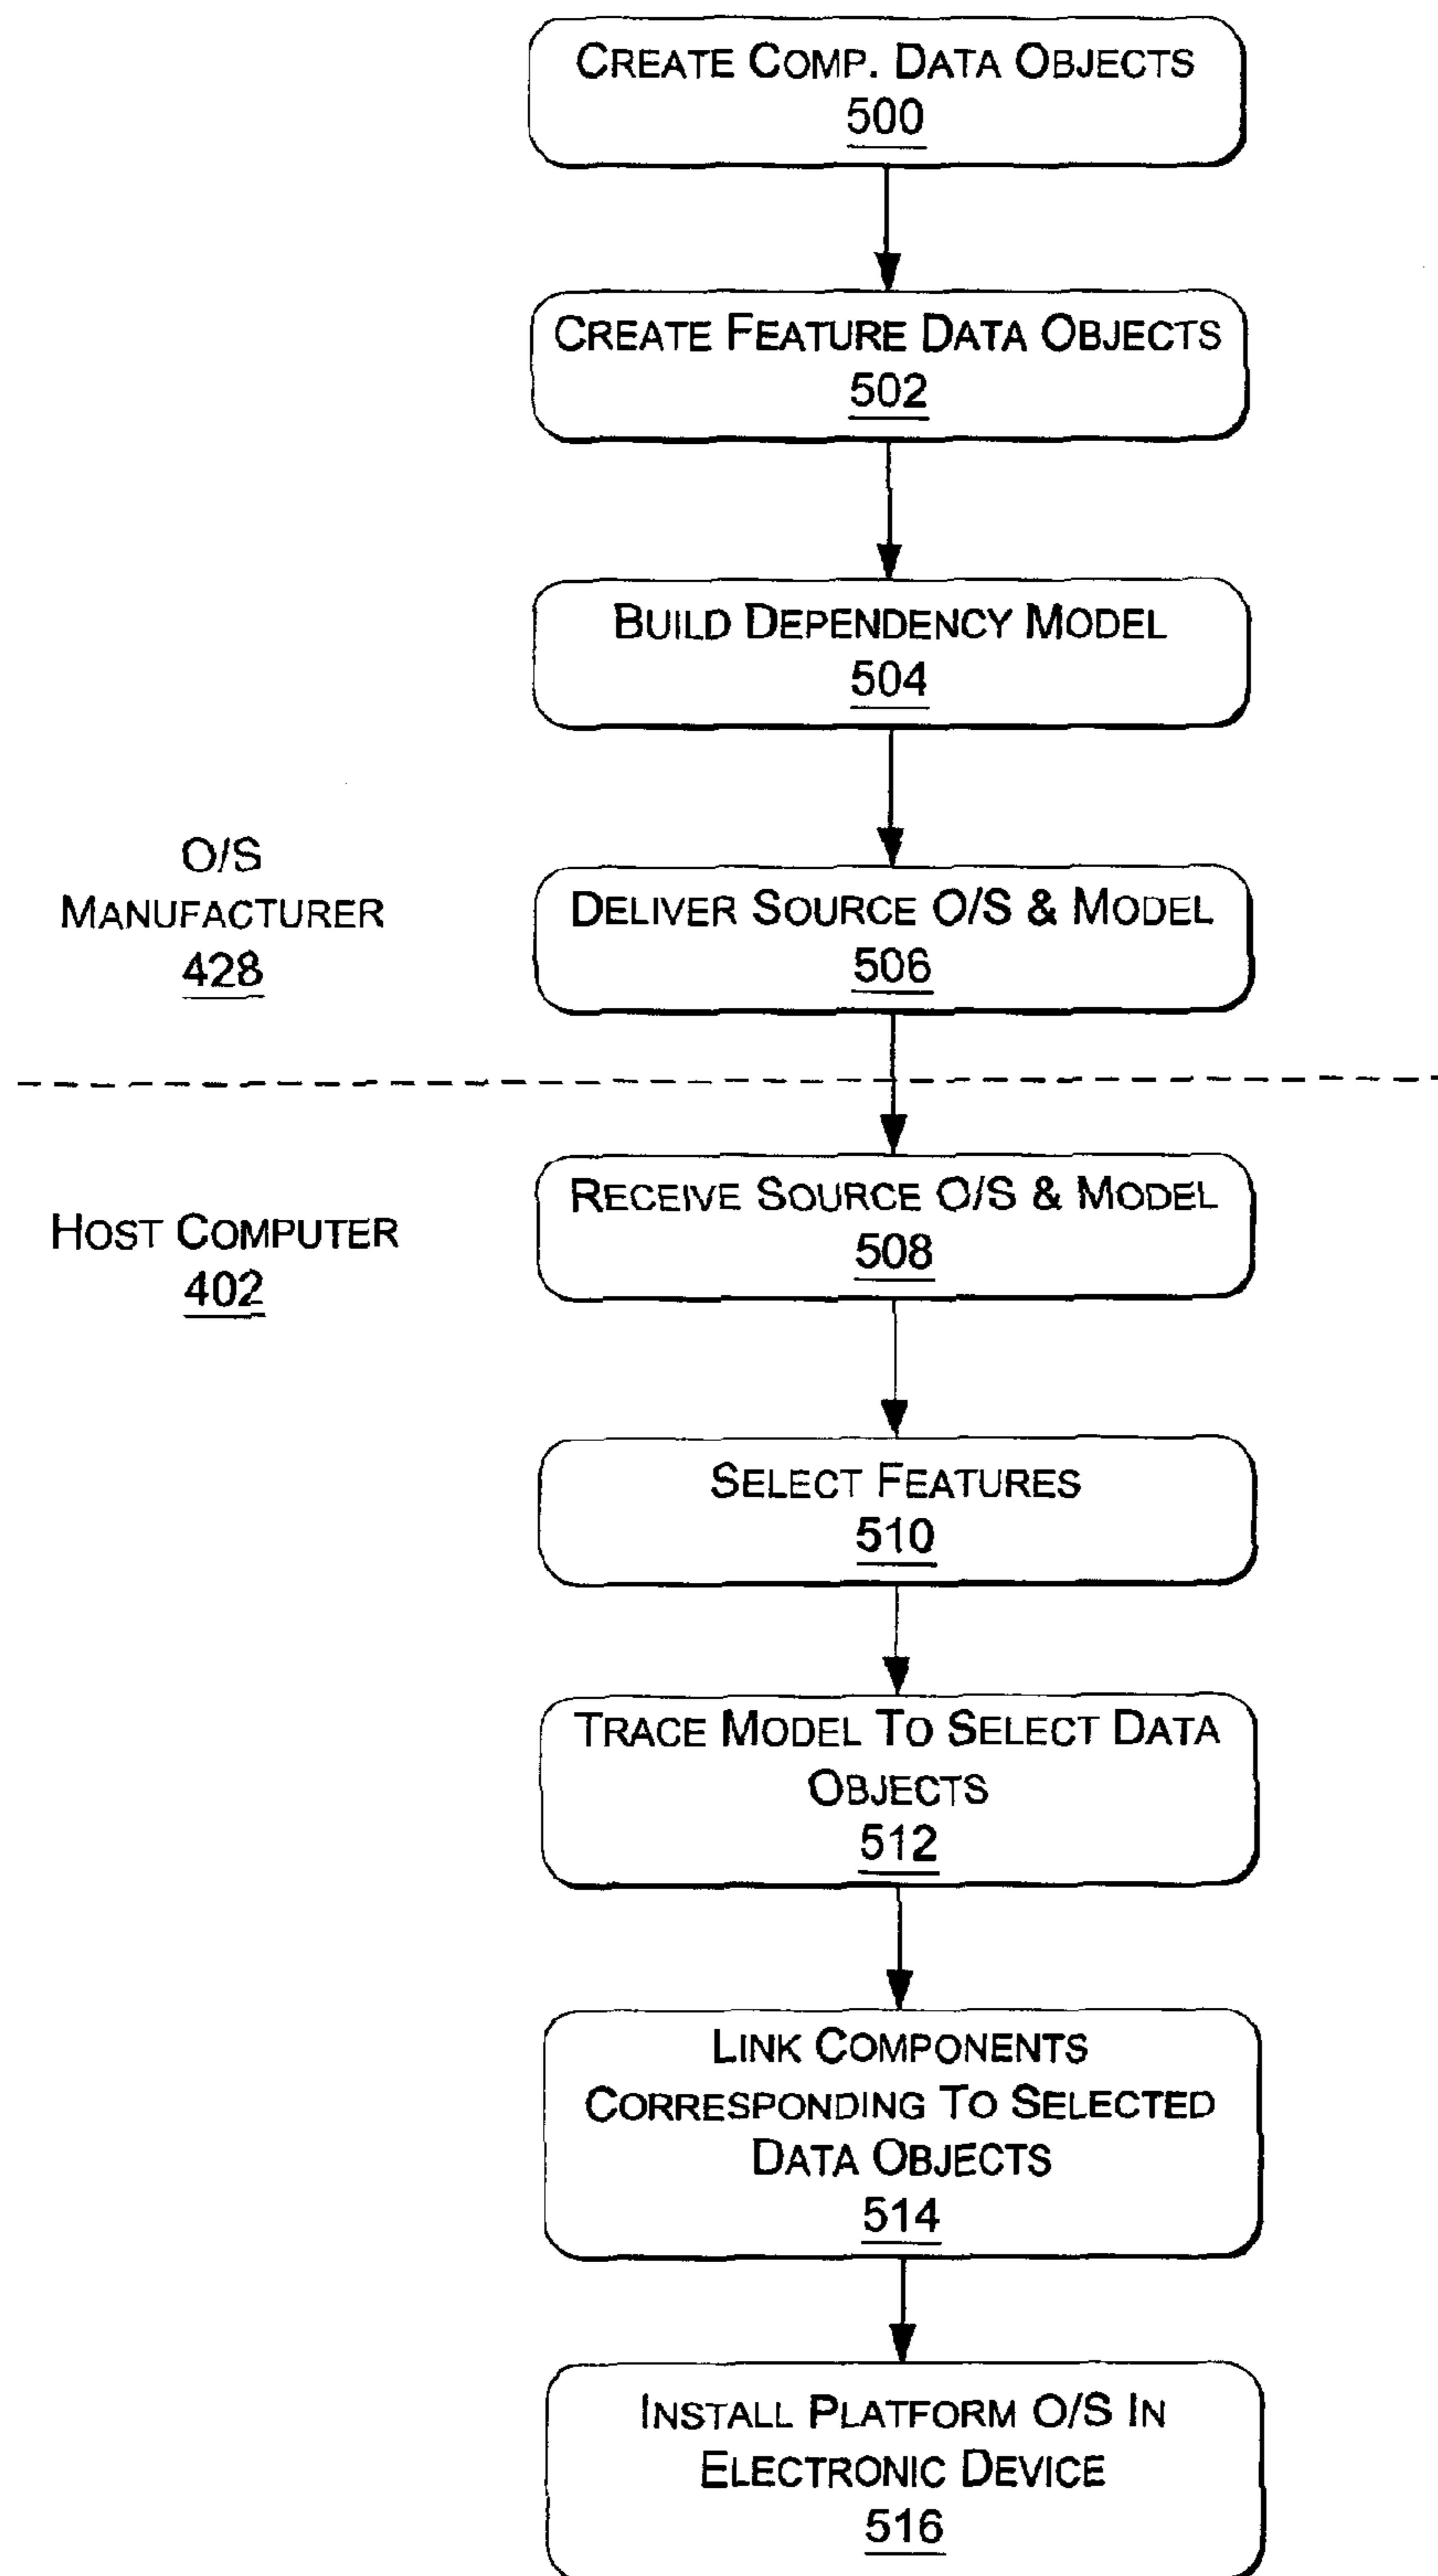 CREATE COMP. DATA OBJECTS
500
CREATE FEATURE DATA OBJECTS
502
BUILD DEPENDENCY MODEL
504
O/S
MANUFACTURER
428
DELIVER SOURCE O/S & MODEL
506
RECEIVE SOURCE O/S & MODEL
508
HOST COMPUTER
402
SELECT FEATURES
510
TRACE MODEL TO SELECT DATA
OBJECTS
512
LINK COMPONENTS
CORRESPONDING TO SELECTED
DATA OBJECTS
514
INSTALL PLATFORM O/S IN
ELECTRONIC DEVICE
516